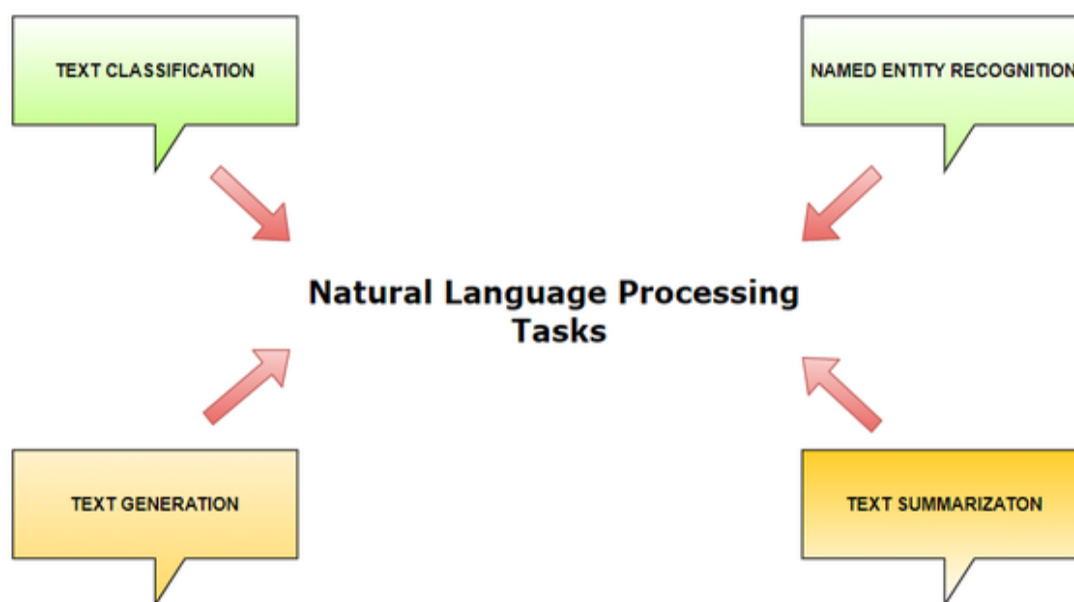 TEXT CLASSIFICATION
NAMED ENTITY RECOGNITION
Natural Language Processing
Tasks
TEXT GENERATION
TEXT SUMMARIZATON